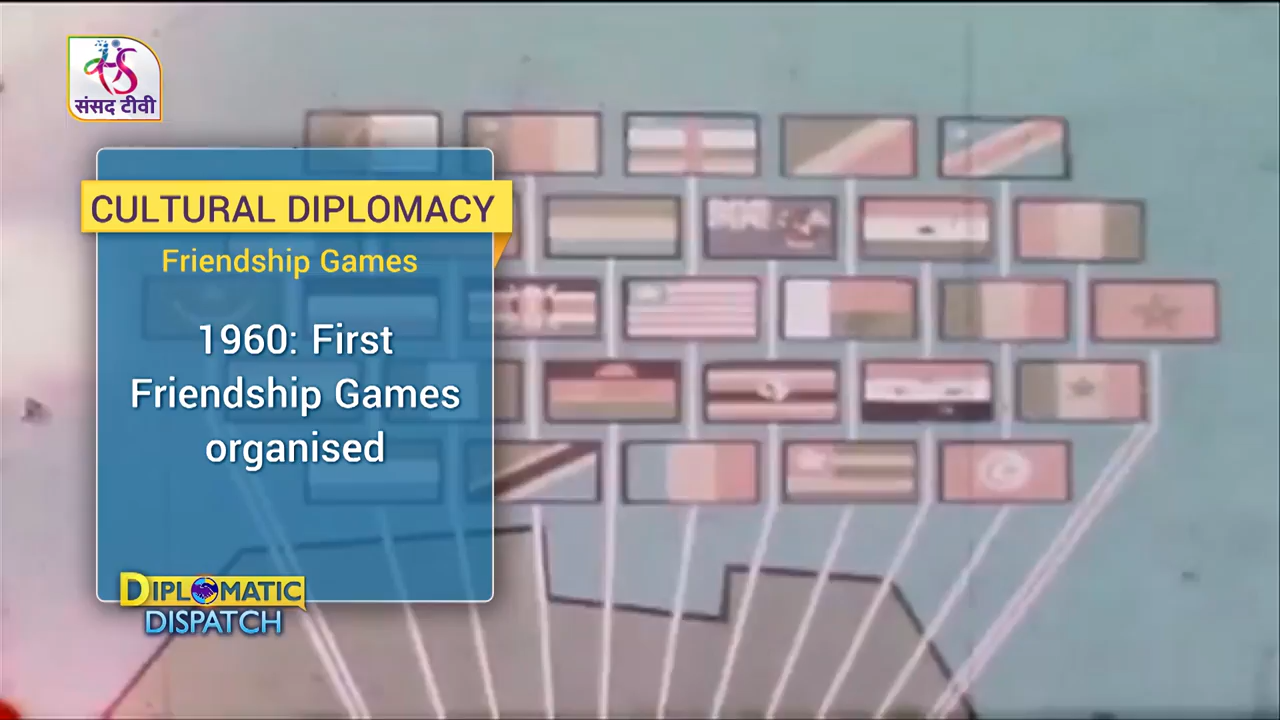 संसद टीवी
CULTURAL DIPLOMACY
Friendship Games
1960: First
Friendship Games
organised
DIPLOMATIC
DISPATCH